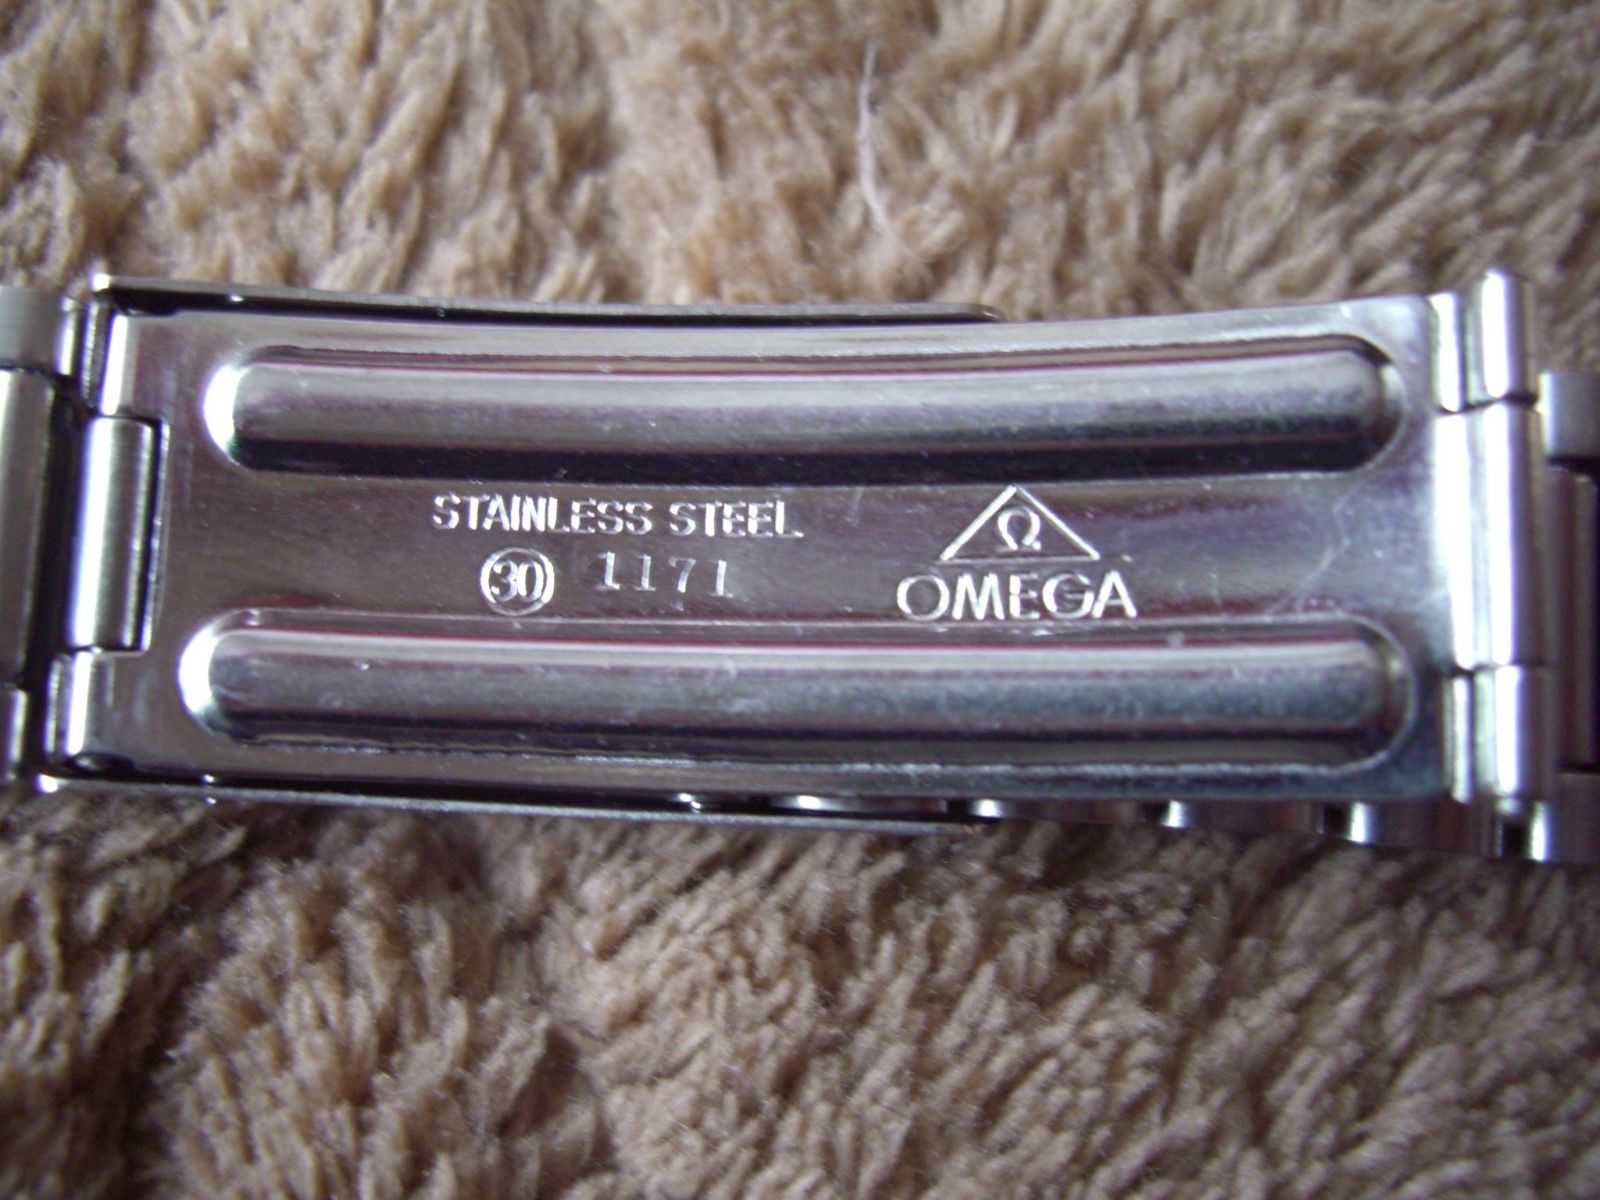 STAINLESS STEEL
30 1171
Ω
OMEGA